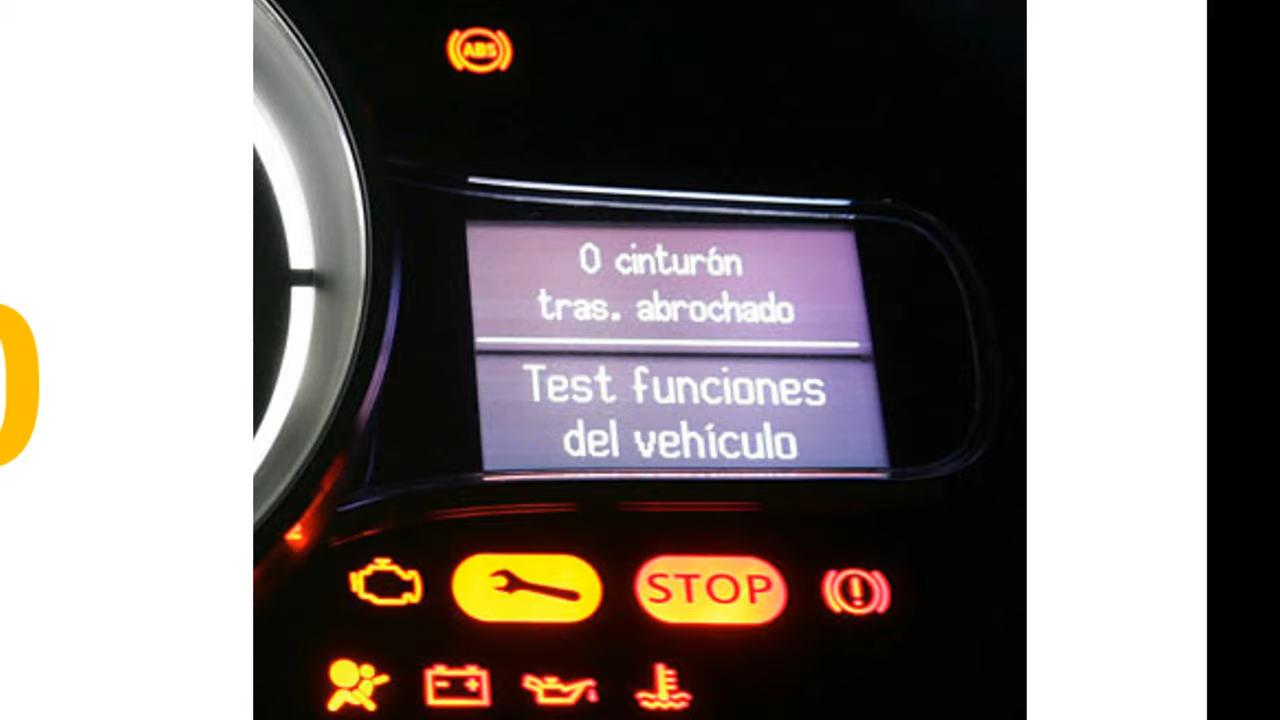 ABS
0 cinturón
tras. abrochado
Test funciones
del vehículo
STOP